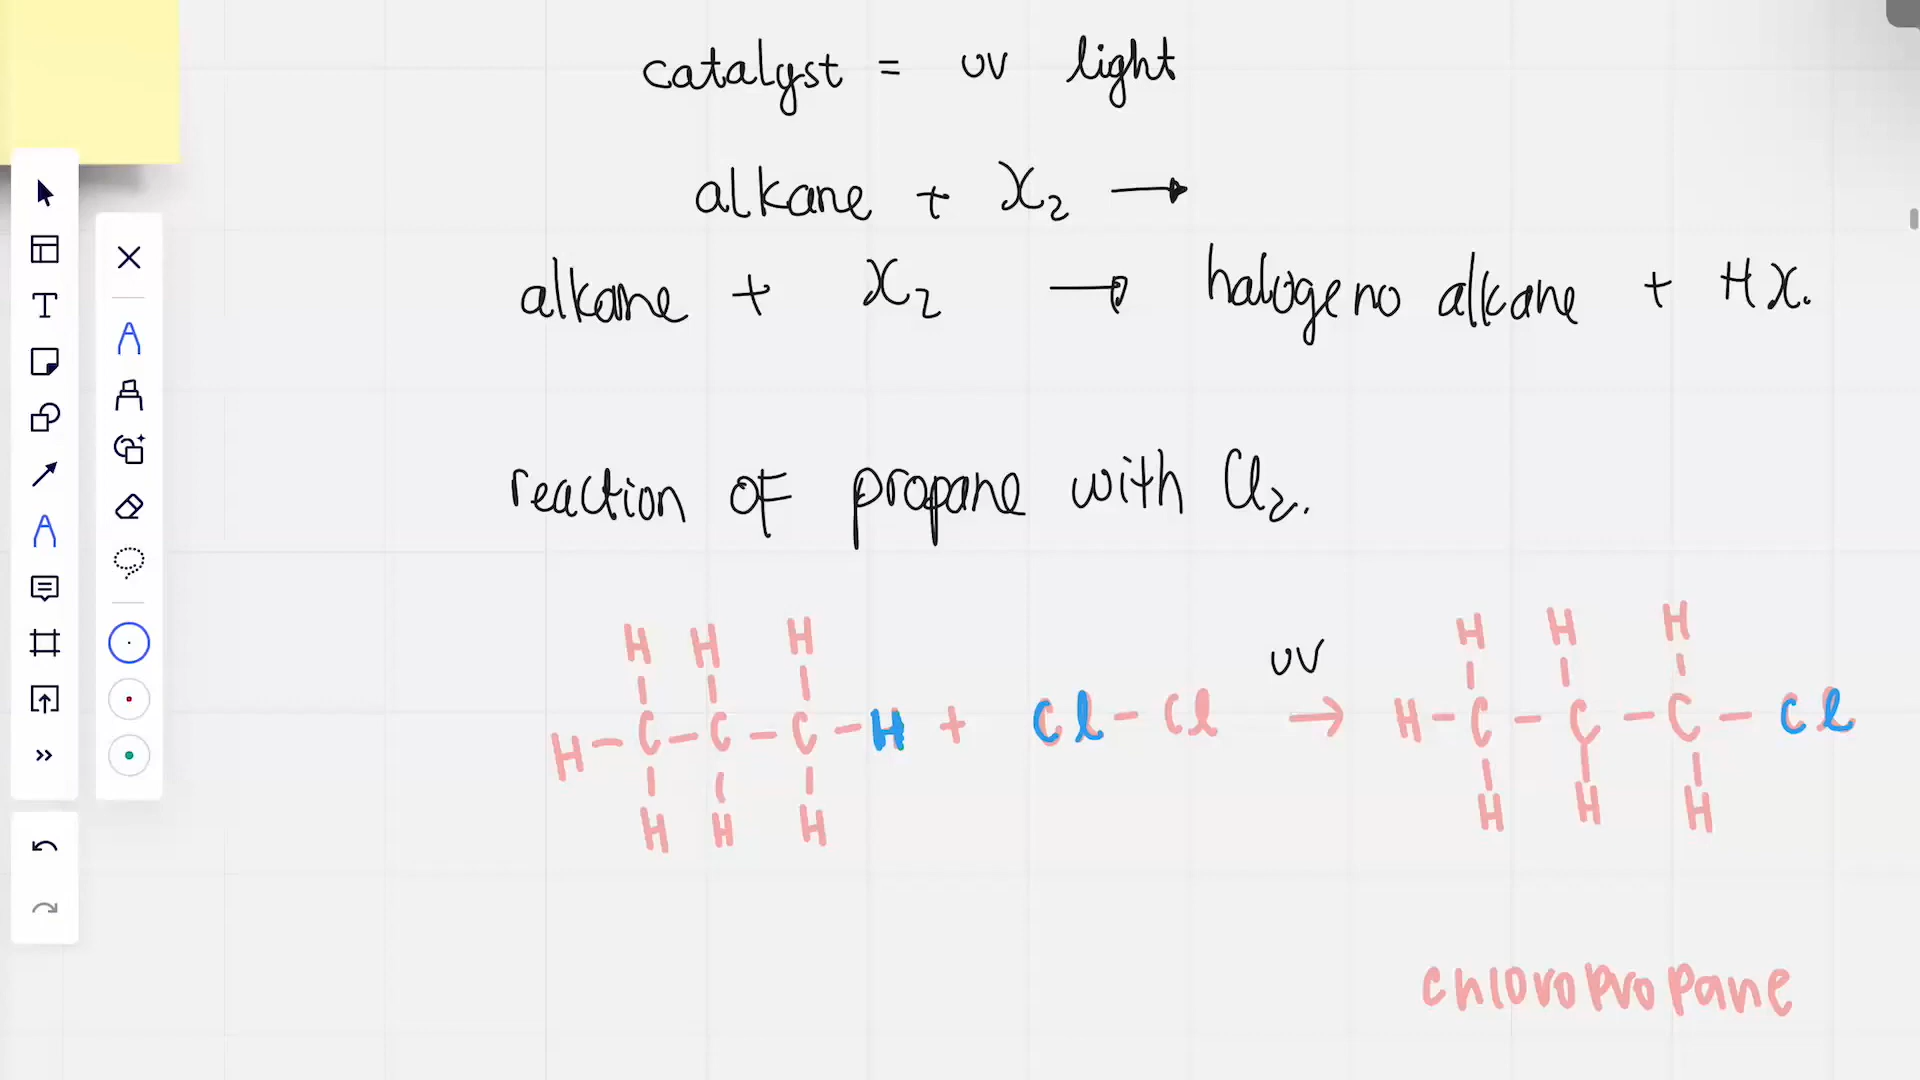 catalyst = UV light
alkane + X₂ →
alkane + X₂ → halogeno alkane + HX.
reaction of propane with Cl₂.
H H H H H H
UV
H-C-C-C-H + Cl-Cl → H-C-C-C-Cl
H H H H H H
chloropropane